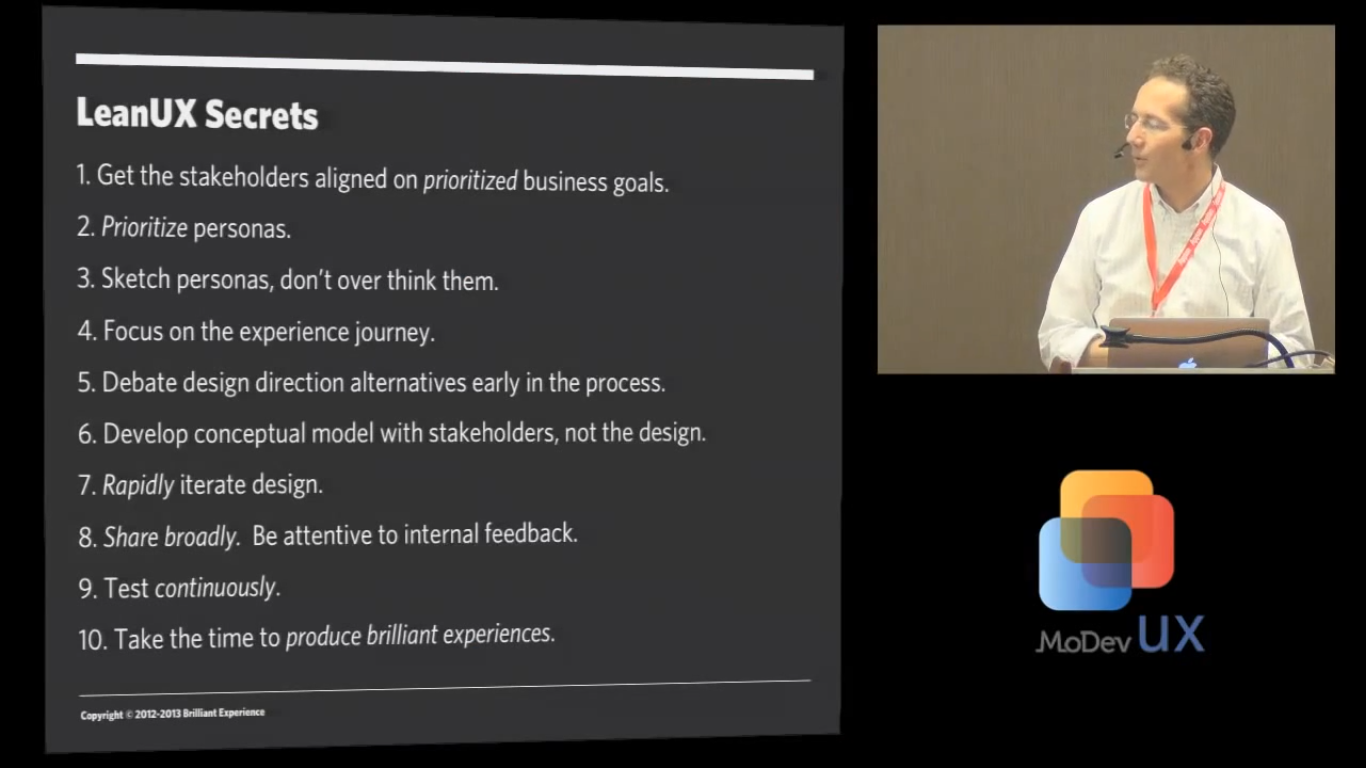 LeanUX Secrets
1. Get the stakeholders aligned on prioritized business goals.
2. Prioritize personas.
3. Sketch personas, don't over think them.
4. Focus on the experience journey.
5. Debate design direction alternatives early in the process.
6. Develop conceptual model with stakeholders, not the design.
7. Rapidly iterate design.
8. Share broadly.  Be attentive to internal feedback.
9. Test continuously.
10. Take the time to produce brilliant experiences.
Copyright © 2012-2013 Brilliant Experience
MoDev UX